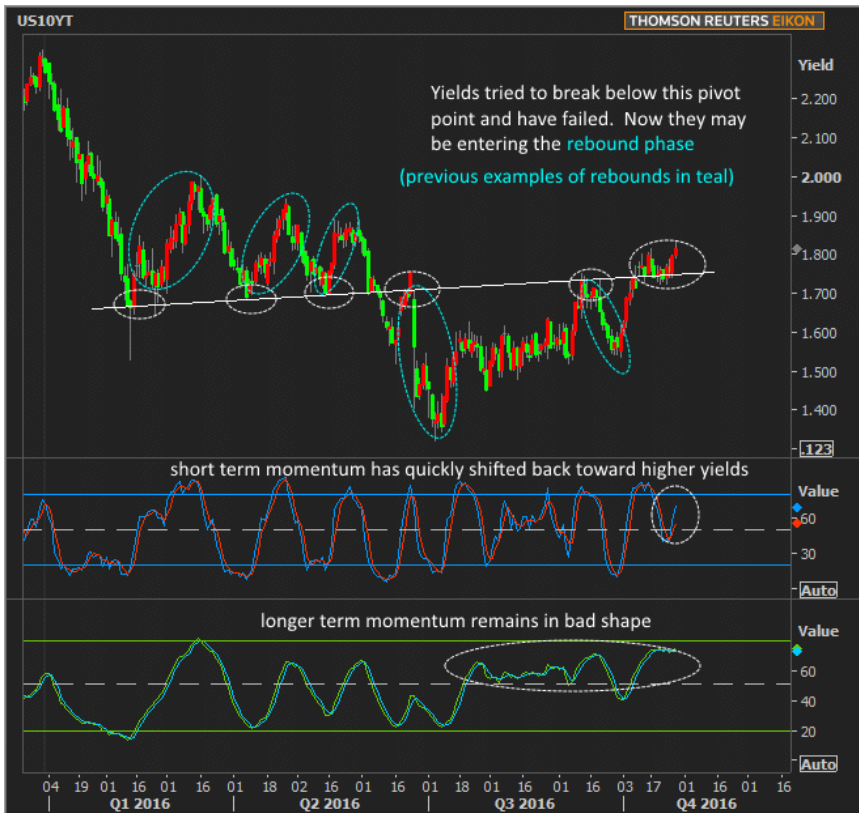 US10YT
THOMSON REUTERS EIKON
Yield
Yields tried to break below this pivot
point and have failed. Now they may
be entering the rebound phase
(previous examples of rebounds in teal)
2.200
2.100
2.000
1.900
1.800
1.700
1.600
1.500
1.400
.123
short term momentum has quickly shifted back toward higher yields
Value
60
30
Auto
longer term momentum remains in bad shape
Value
60
40
20
Auto
04 19 01 16 01 16 01 18 02 16 01 16 01 18 01 16 01 16 03 17 01 16 01 16
Q1 2016 Q2 2016 Q3 2016 Q4 2016